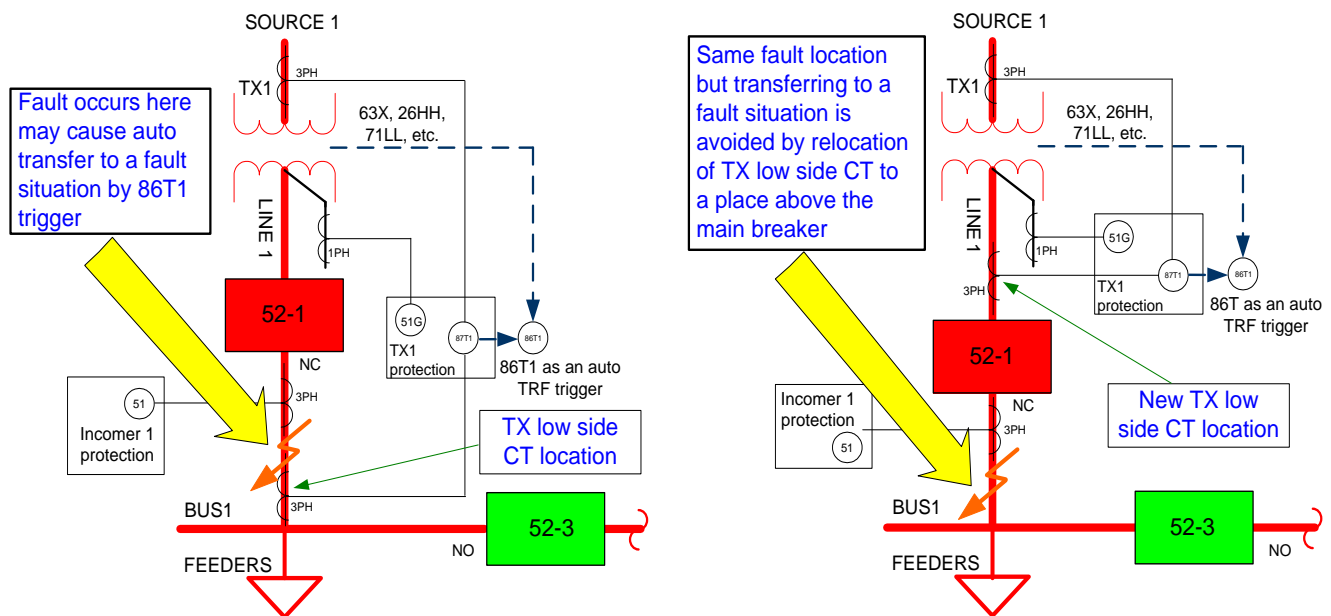 SOURCE 1
3PH
TX1
Fault occurs here
may cause auto
transfer to a fault
situation by 86T1
trigger
63X, 26HH,
71LL, etc.
LINE 1
1PH
52-1
51G
87T1
86T1
TX1
protection
86T1 as an auto
TRF trigger
NC
51
3PH
Incomer 1
protection
TX low side
CT location
3PH
BUS1
52-3
NO
FEEDERS
SOURCE 1
3PH
TX1
Same fault location
but transferring to a
fault situation is
avoided by relocation
of TX low side CT to
a place above the
main breaker
63X, 26HH,
71LL, etc.
LINE 1
51G
1PH
87T1
86T1
3PH
TX1
protection
86T as an auto
TRF trigger
52-1
NC
Incomer 1
protection
51
3PH
New TX low
side CT location
BUS1
52-3
NO
FEEDERS